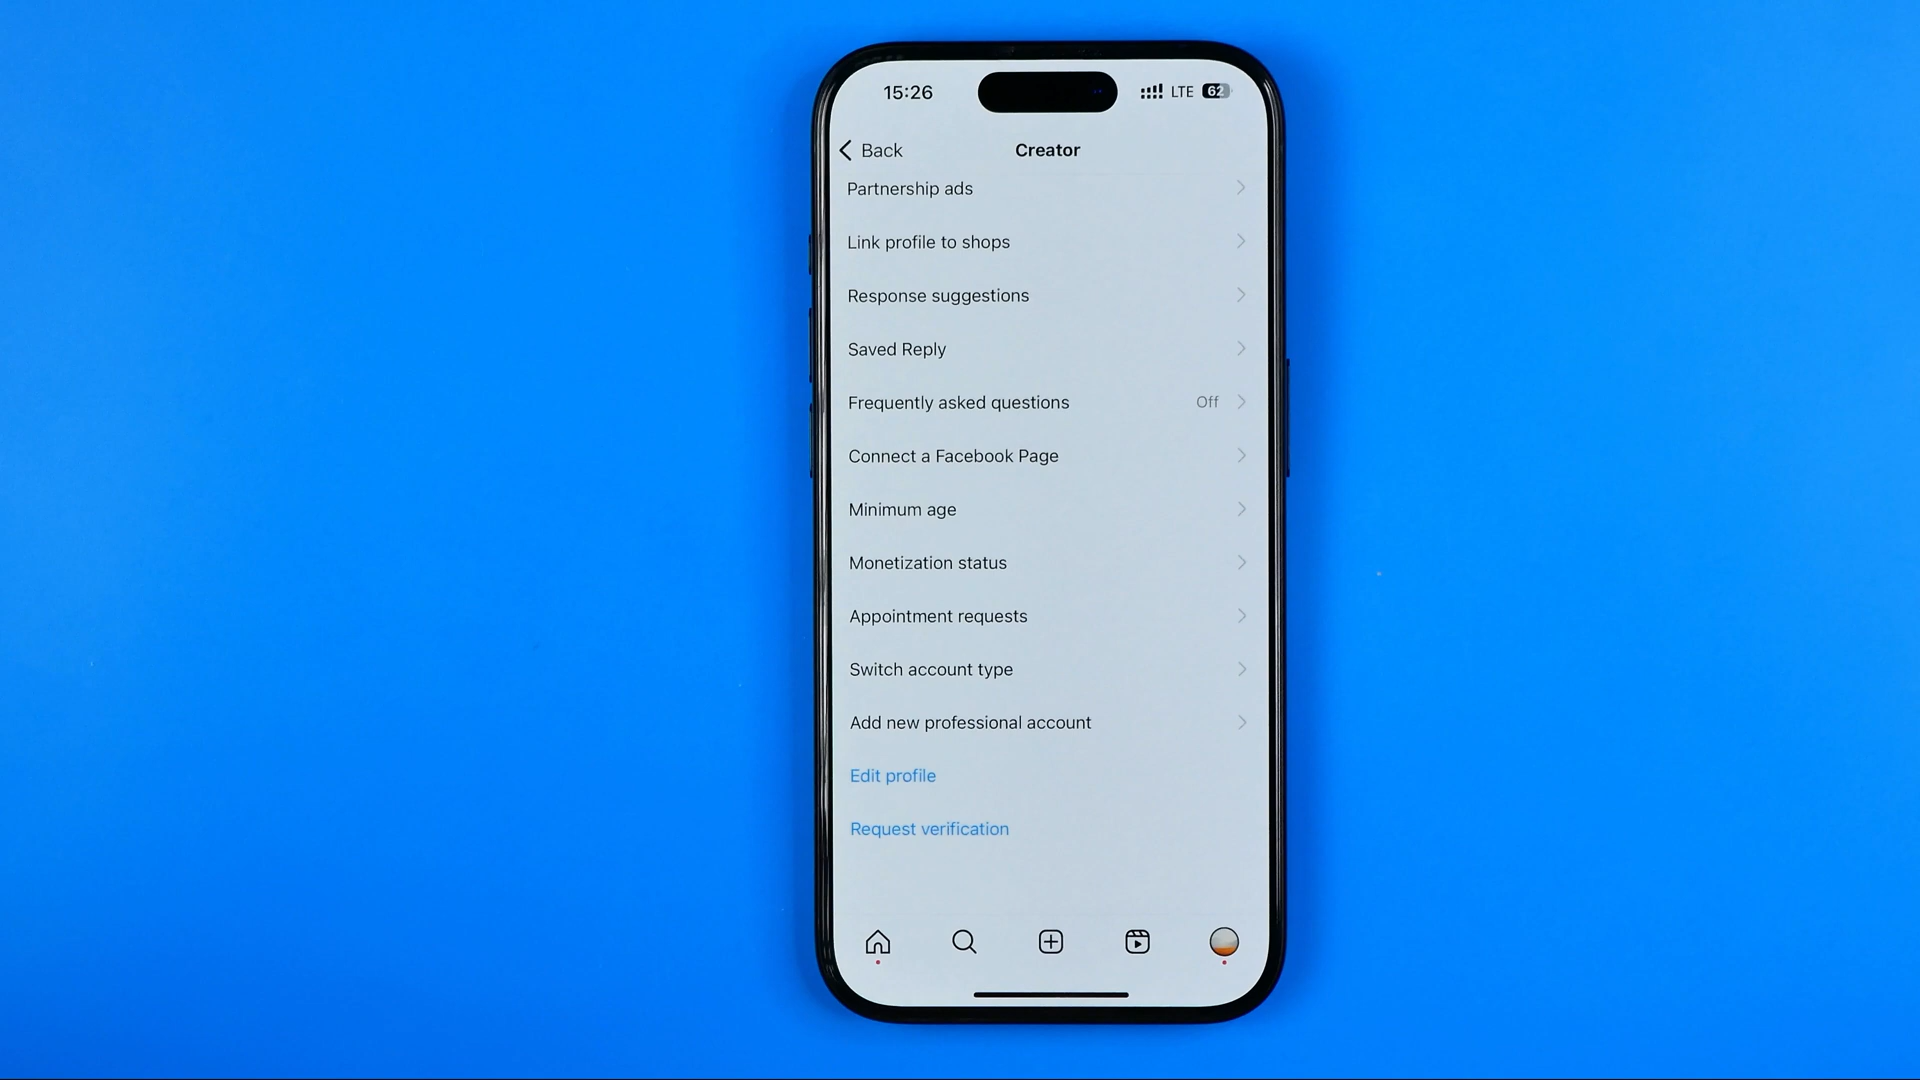 15:26
LTE 62
Back
Creator
Partnership ads
Link profile to shops
Response suggestions
Saved Reply
Frequently asked questions Off
Connect a Facebook Page
Minimum age
Monetization status
Appointment requests
Switch account type
Add new professional account
Edit profile
Request verification